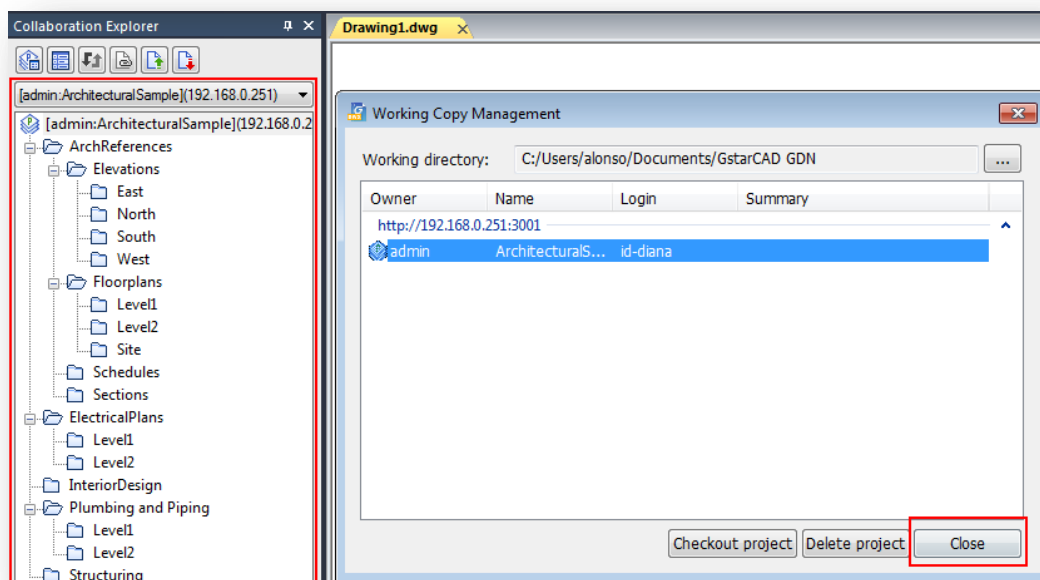 Collaboration Explorer
[admin:ArchitecturalSample](192.168.0.251)
[admin:ArchitecturalSample](192.168.0.2
ArchReferences
Elevations
East
North
South
West
Floorplans
Level1
Level2
Site
Schedules
Sections
ElectricalPlans
Level1
Level2
InteriorDesign
Plumbing and Piping
Level1
Level2
Structuring
Drawing1.dwg
Working Copy Management
Working directory: C:/Users/alonso/Documents/GstarCAD GDN ...
Owner Name Login Summary
http://192.168.0.251:3001
admin ArchitecturalS... id-diana
Checkout project Delete project Close